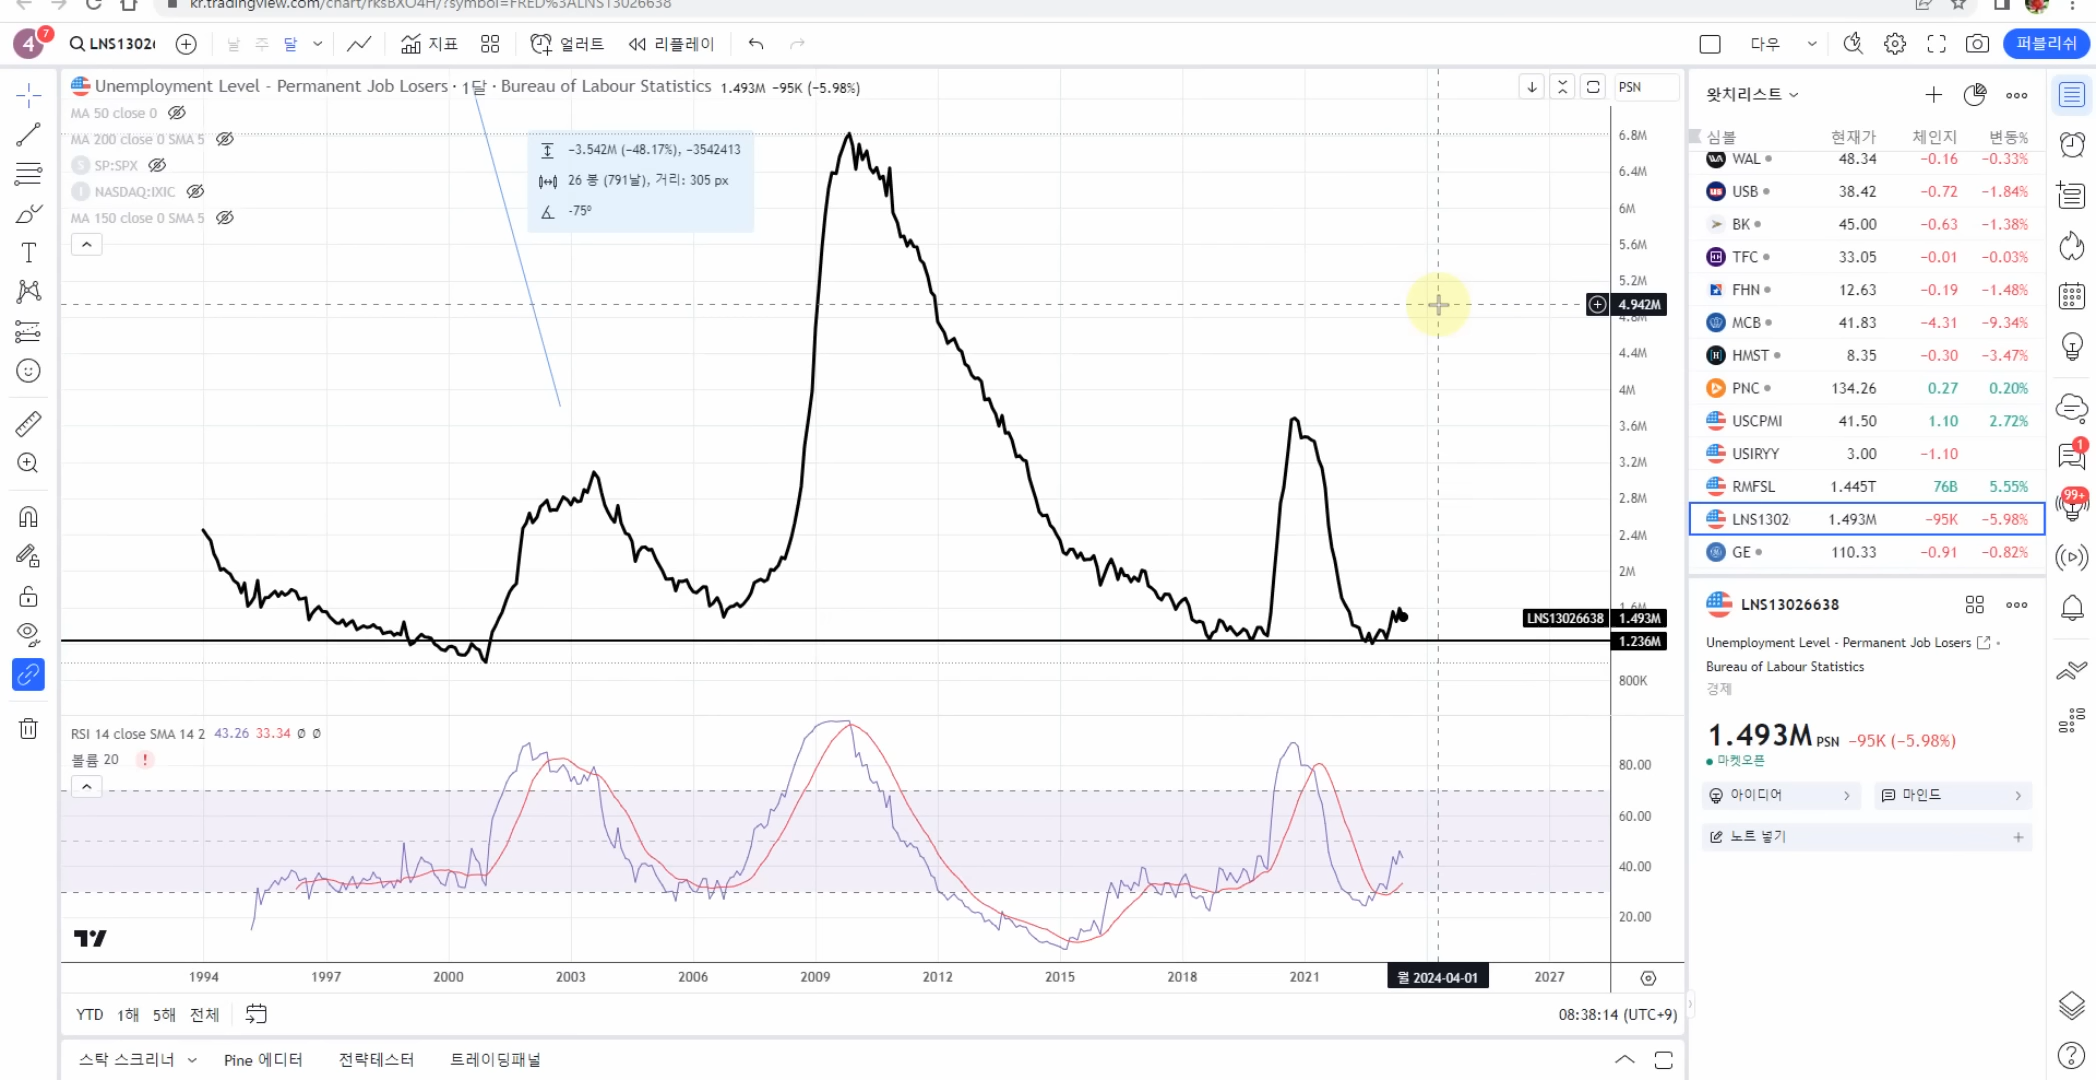 kr.tradingview.com/chart/rksBXO4H/?symbol=FRED%3ALNS13026638
4 7 LNS1302 날 주 달 지표 얼러트 리플레이 다우 퍼블리쉬
Unemployment Level - Permanent Job Losers · 1달 · Bureau of Labour Statistics 1.493M −95K (−5.98%)
PSN
MA 50 close 0
MA 200 close 0 SMA 5
S SP:SPX
I NASDAQ:IXIC
MA 150 close 0 SMA 5
−3.542M (−48.17%), −3542413
26 봉 (791날), 거리: 305 px
-75º
6.8M
6.4M
6M
5.6M
5.2M
4.942M
4.8M
4.4M
4M
3.6M
3.2M
2.8M
2.4M
2M
1.6M
LNS13026638 1.493M
1.236M
800K
RSI 14 close SMA 14 2 43.26 33.34 Ø Ø
볼륨 20 !
80.00
60.00
40.00
20.00
1994 1997 2000 2003 2006 2009 2012 2015 2018 2021 월 2024-04-01 2027
YTD 1해 5해 전체
08:38:14 (UTC+9)
스탁 스크리너 Pine 에디터 전략테스터 트레이딩패널
왓치리스트
심볼 현재가 체인지 변동%
WAL 48.34 −0.16 −0.33%
USB 38.42 −0.72 −1.84%
BK 45.00 −0.63 −1.38%
TFC 33.05 −0.01 −0.03%
FHN 12.63 −0.19 −1.48%
MCB 41.83 −4.31 −9.34%
HMST 8.35 −0.30 −3.47%
PNC 134.26 0.27 0.20%
USCPMI 41.50 1.10 2.72%
USIRYY 3.00 −1.10
RMFSL 1.445T 76B 5.55%
LNS1302 1.493M −95K −5.98%
GE 110.33 −0.91 −0.82%
LNS13026638
Unemployment Level - Permanent Job Losers
Bureau of Labour Statistics
경제
1.493M PSN −95K (−5.98%)
마켓오픈
아이디어 마인드
노트 넣기
1
99+